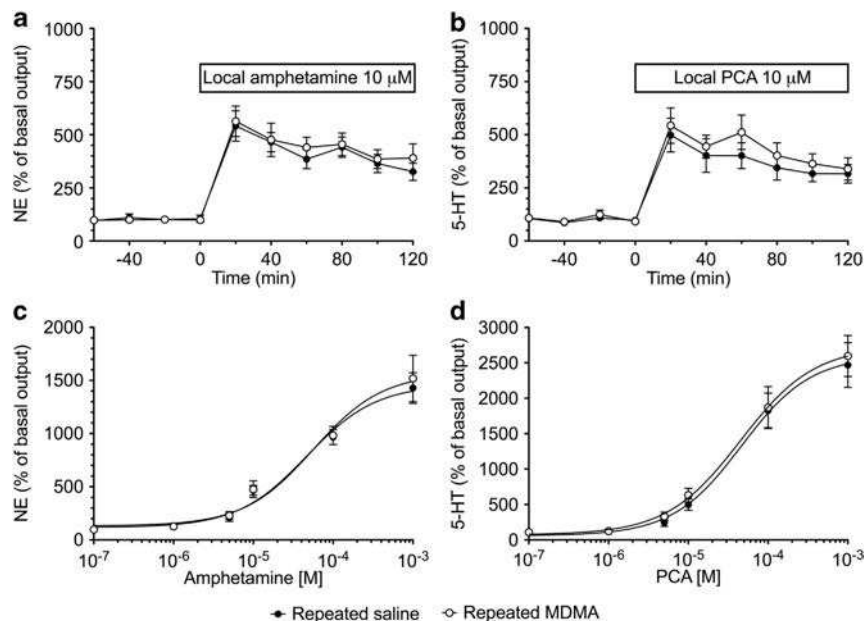 a
NE (% of basal output)
1000
750
500
250
0
Local amphetamine 10 μM
-40 0 40 80 120
Time (min)
b
5-HT (% of basal output)
1000
750
500
250
0
Local PCA 10 μM
-40 0 40 80 120
Time (min)
c
NE (% of basal output)
2000
1500
1000
500
0
10⁻⁷ 10⁻⁶ 10⁻⁵ 10⁻⁴ 10⁻³
Amphetamine [M]
d
5-HT (% of basal output)
3000
2500
2000
1500
1000
500
0
10⁻⁷ 10⁻⁶ 10⁻⁵ 10⁻⁴ 10⁻³
PCA [M]
Repeated saline Repeated MDMA